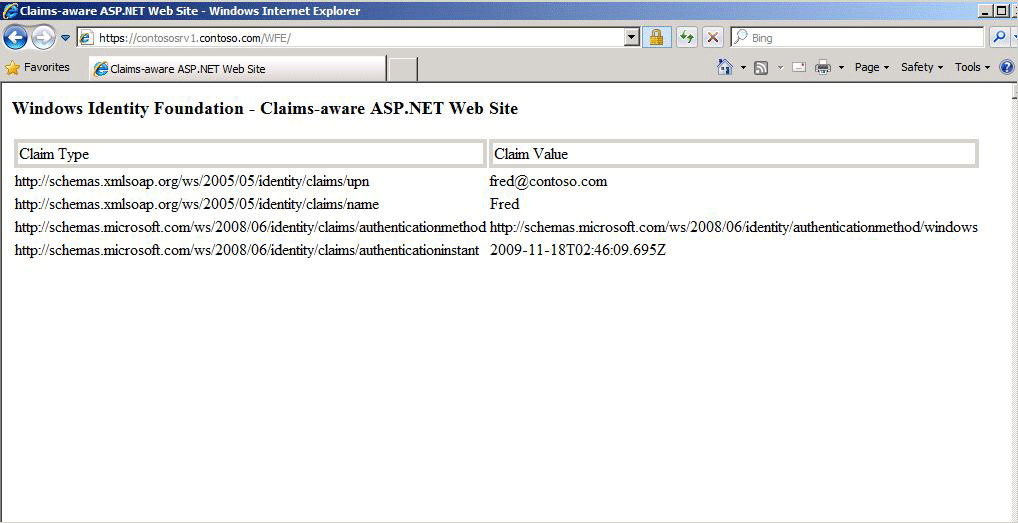 Claims-aware ASP.NET Web Site - Windows Internet Explorer
https://contososrv1.contoso.com/WFE/
Bing
Favorites
Claims-aware ASP.NET Web Site
Page
Safety
Tools
Windows Identity Foundation - Claims-aware ASP.NET Web Site
Claim Type Claim Value
http://schemas.xmlsoap.org/ws/2005/05/identity/claims/upn fred@contoso.com
http://schemas.xmlsoap.org/ws/2005/05/identity/claims/name Fred
http://schemas.microsoft.com/ws/2008/06/identity/claims/authenticationmethod http://schemas.microsoft.com/ws/2008/06/identity/authenticationmethod/windows
http://schemas.microsoft.com/ws/2008/06/identity/claims/authenticationinstant 2009-11-18T02:46:09.695Z